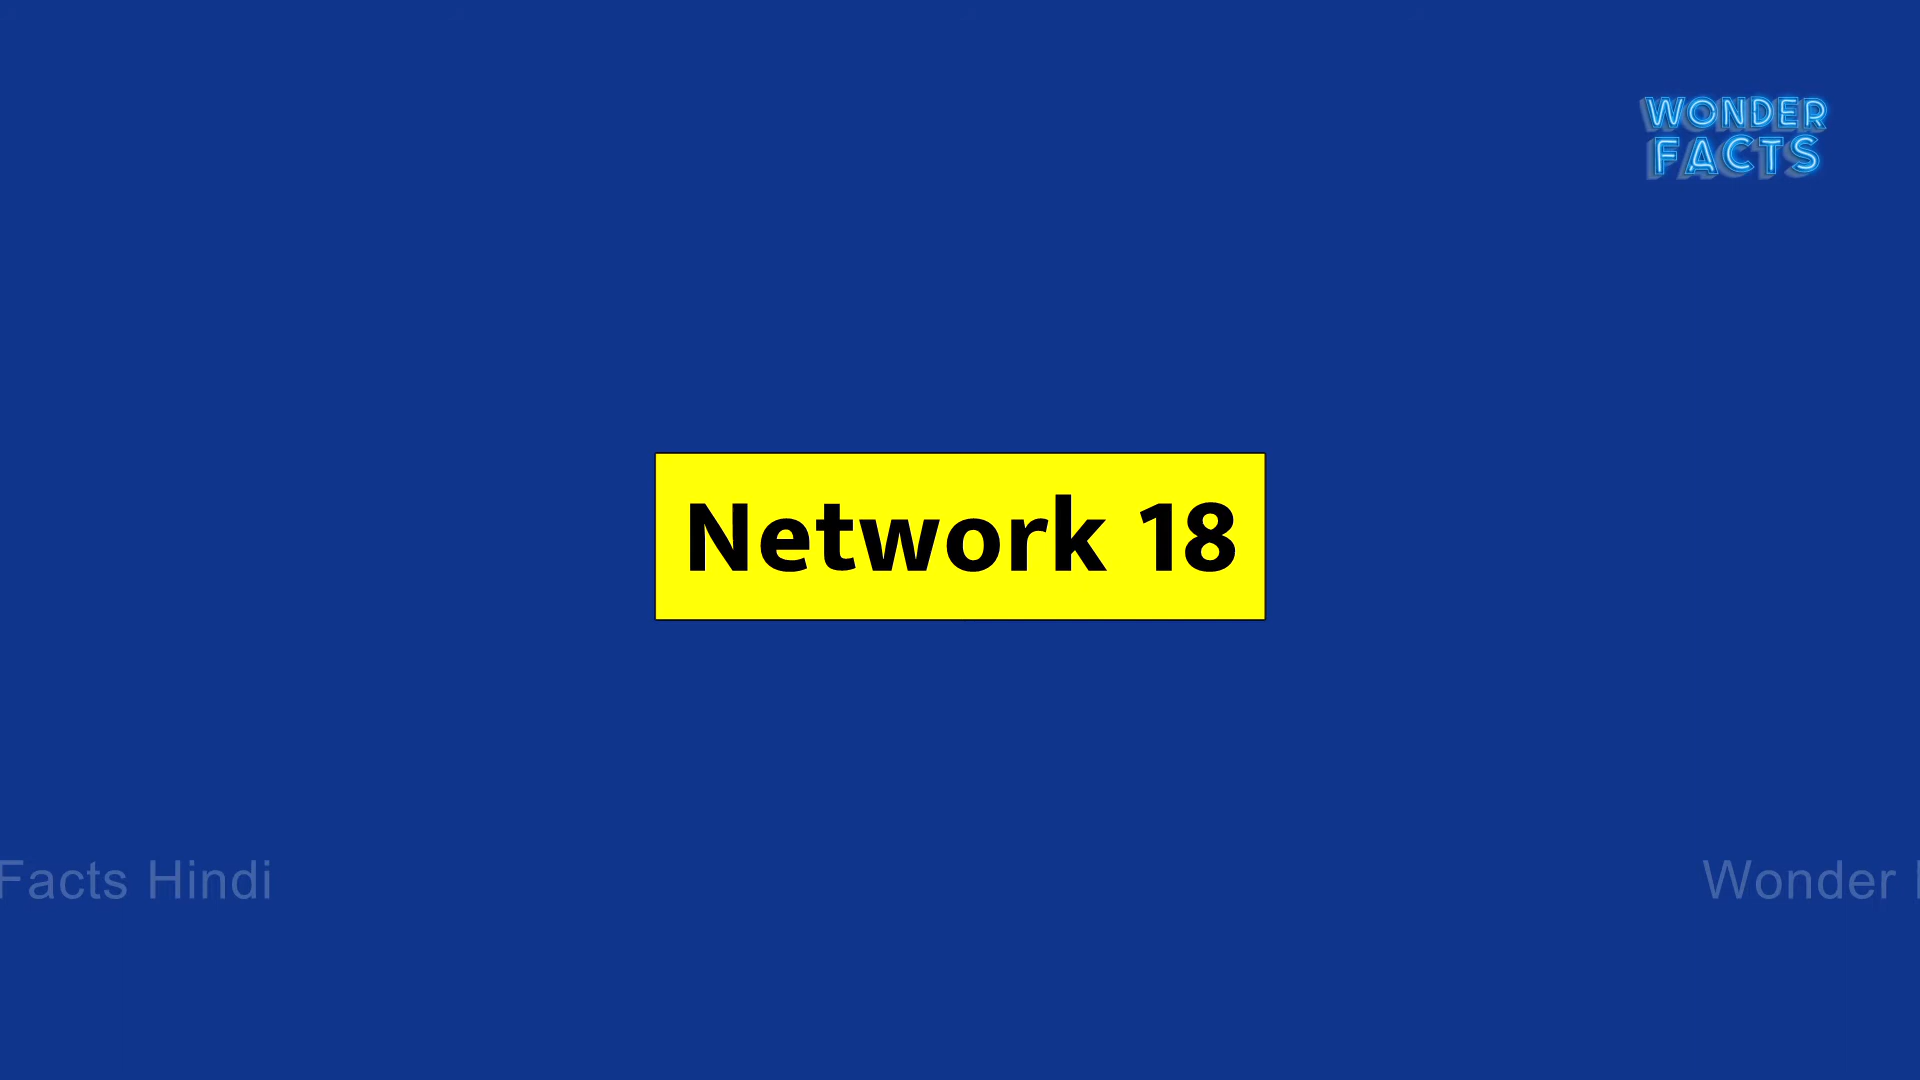 WONDER
FACTS
Network 18
Facts Hindi
Wonder